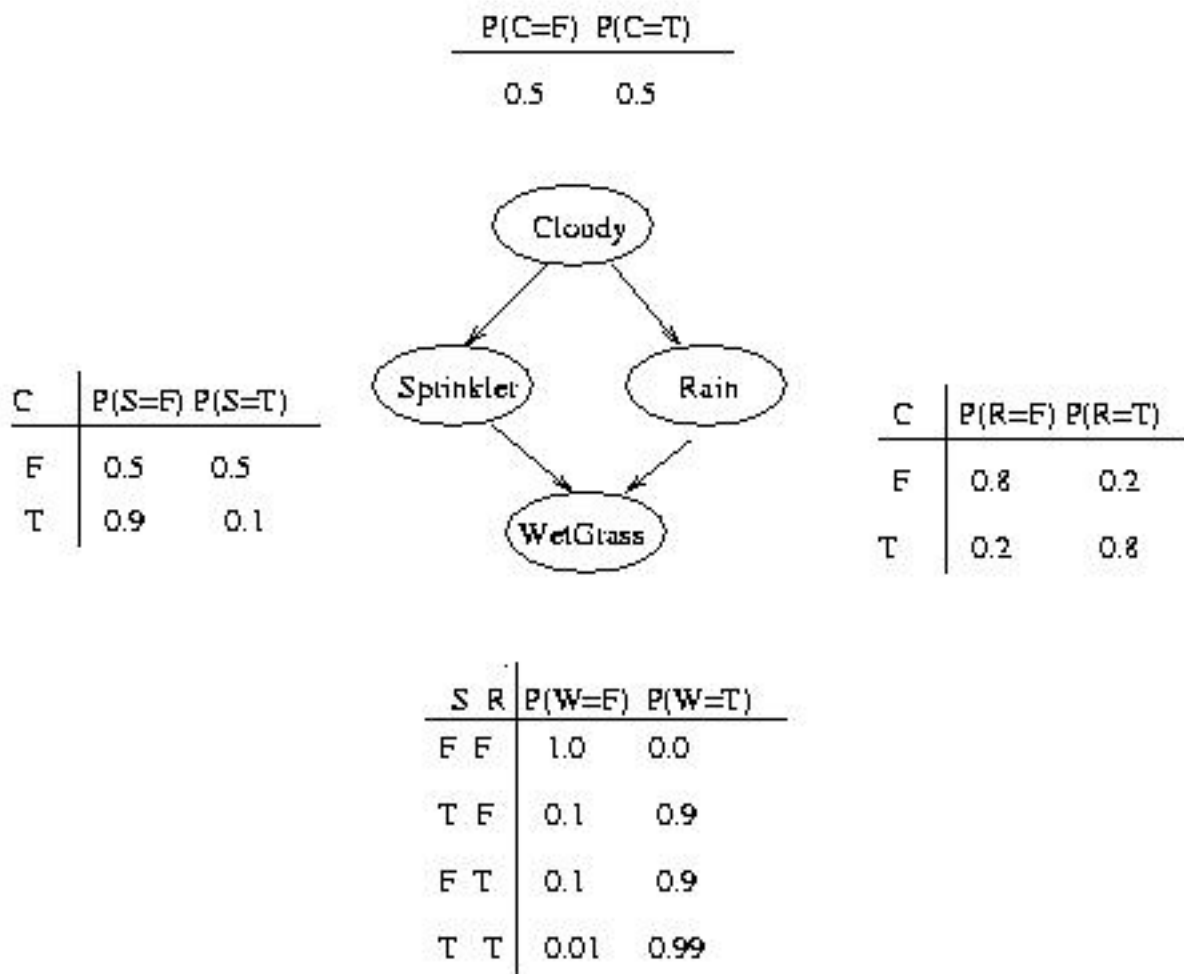 P(C=F) P(C=T)
0.5 0.5
Cloudy
Sprinkler
Rain
C P(S=F) P(S=T)
F 0.5 0.5
T 0.9 0.1
C P(R=F) P(R=T)
F 0.8 0.2
T 0.2 0.8
WetGrass
S R P(W=F) P(W=T)
F F 1.0 0.0
T F 0.1 0.9
F T 0.1 0.9
T T 0.01 0.99